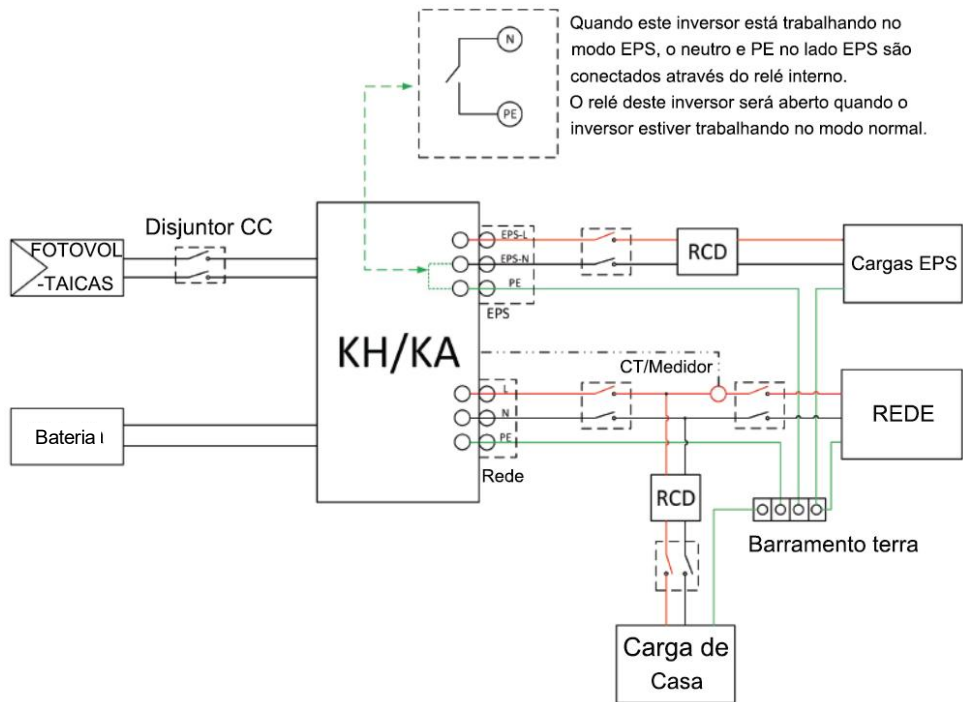 N
PE
Quando este inversor está trabalhando no
modo EPS, o neutro e PE no lado EPS são
conectados através do relé interno.
O relé deste inversor será aberto quando o
inversor estiver trabalhando no modo normal.
Disjuntor CC
FOTOVOL
-TAICAS
EPS-L
EPS-N
PE
EPS
RCD
Cargas EPS
KH/KA
CT/Medidor
L
N
PE
Rede
REDE
Bateria ı
RCD
Barramento terra
Carga de
Casa